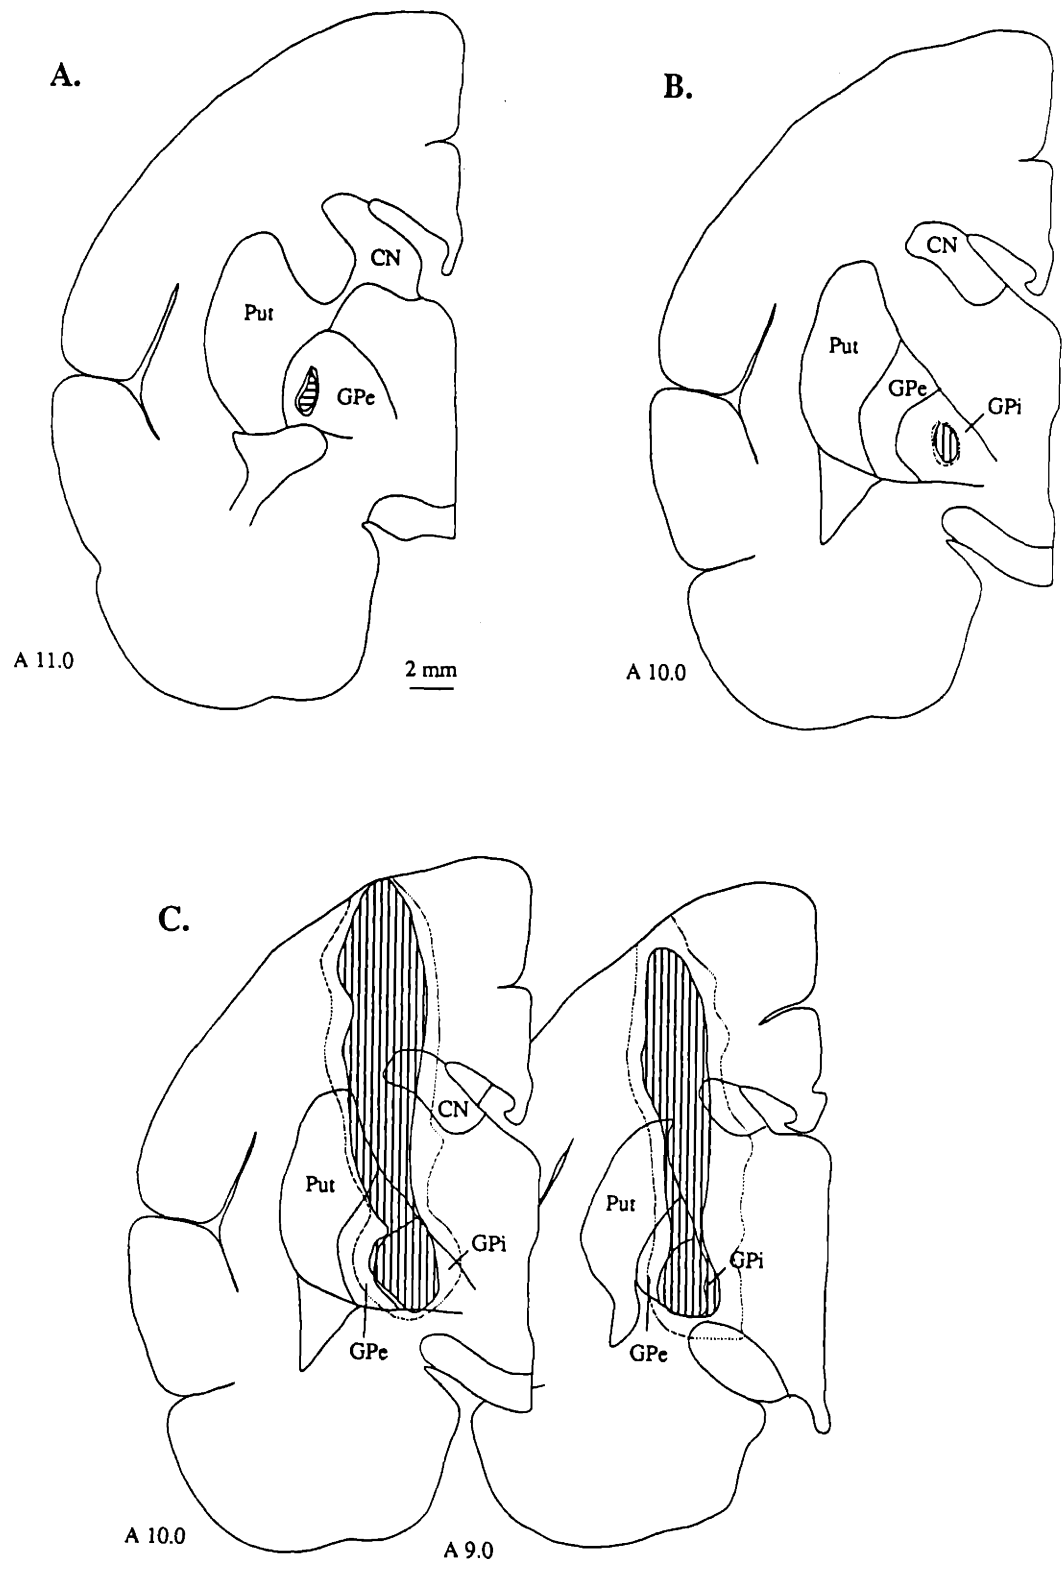 A.
CN
Put
GPe
A 11.0
2 mm
B.
CN
Put
GPe
GPi
A 10.0
C.
CN
Put
GPi
GPe
A 10.0
Put
GPi
GPe
A 9.0